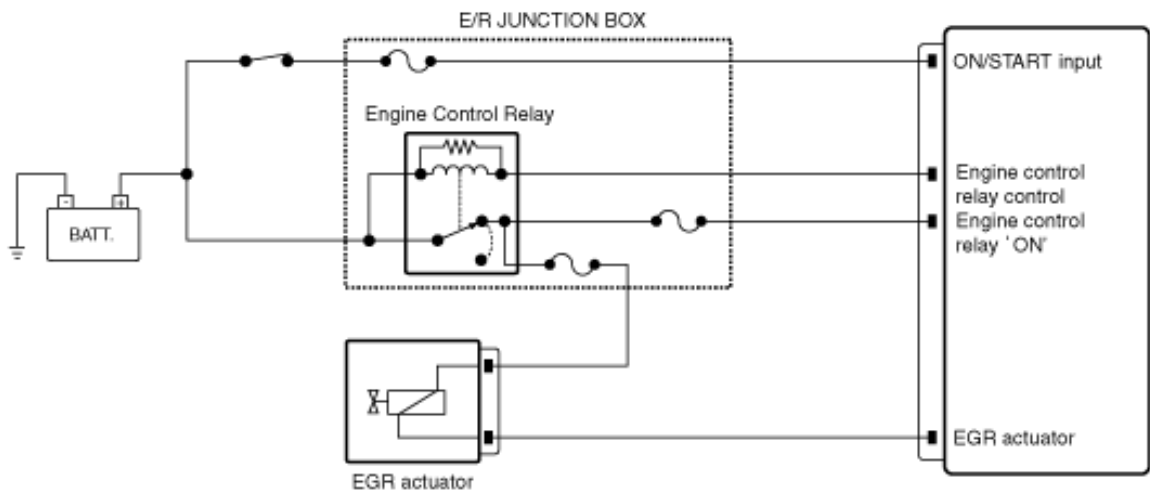 E/R JUNCTION BOX
ON/START input
Engine Control Relay
Engine control
relay control
Engine control
relay 'ON'
- +
BATT.
EGR actuator
EGR actuator